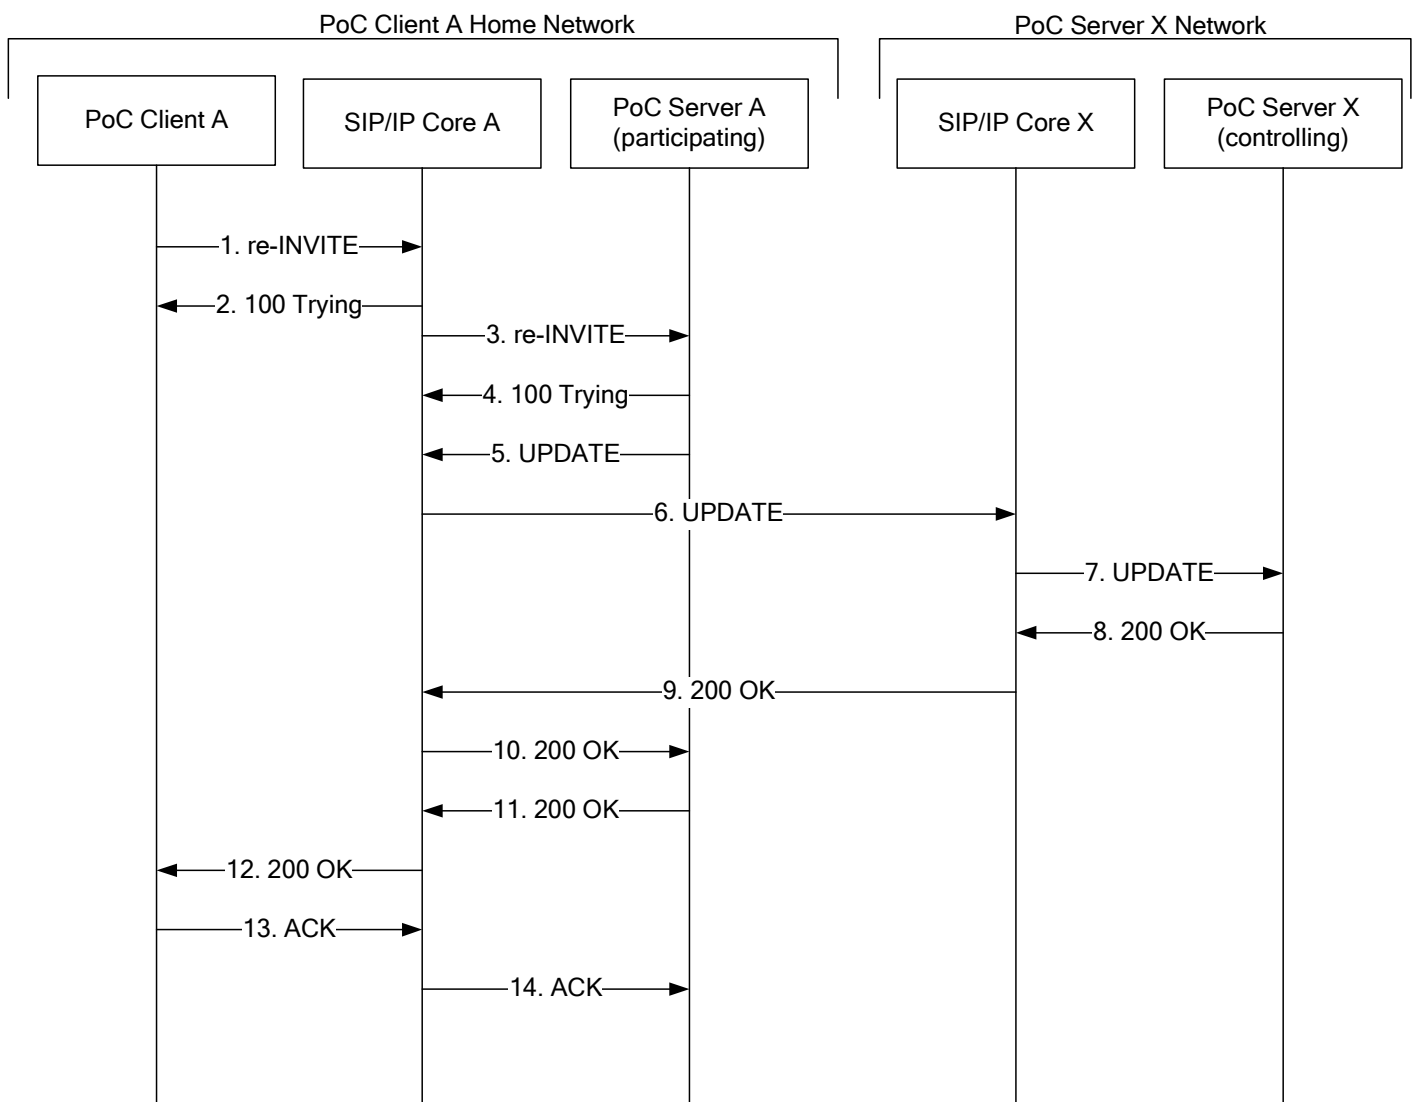 PoC Client A Home Network
PoC Server X Network
PoC Client A
SIP/IP Core A
PoC Server A
(participating)
SIP/IP Core X
PoC Server X
(controlling)
1. re-INVITE
2. 100 Trying
3. re-INVITE
4. 100 Trying
5. UPDATE
6. UPDATE
7. UPDATE
8. 200 OK
9. 200 OK
10. 200 OK
11. 200 OK
12. 200 OK
13. ACK
14. ACK